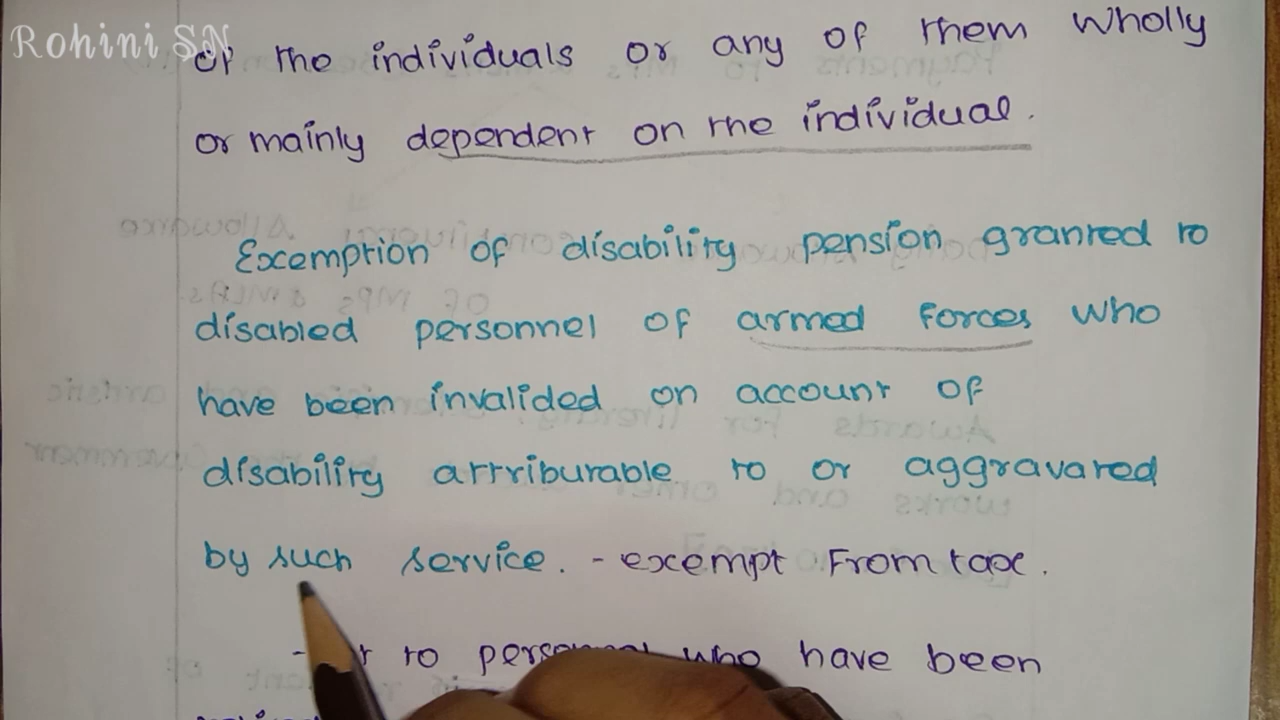 Rohini SN
of the individuals or any of them wholly
or mainly dependent on the individual.
Exemption of disability pension granted to
disabled personnel of armed forces who
have been invalided on account of
disability attributable to or aggravated
by such service. - exempt From tax.
to personnel who have been